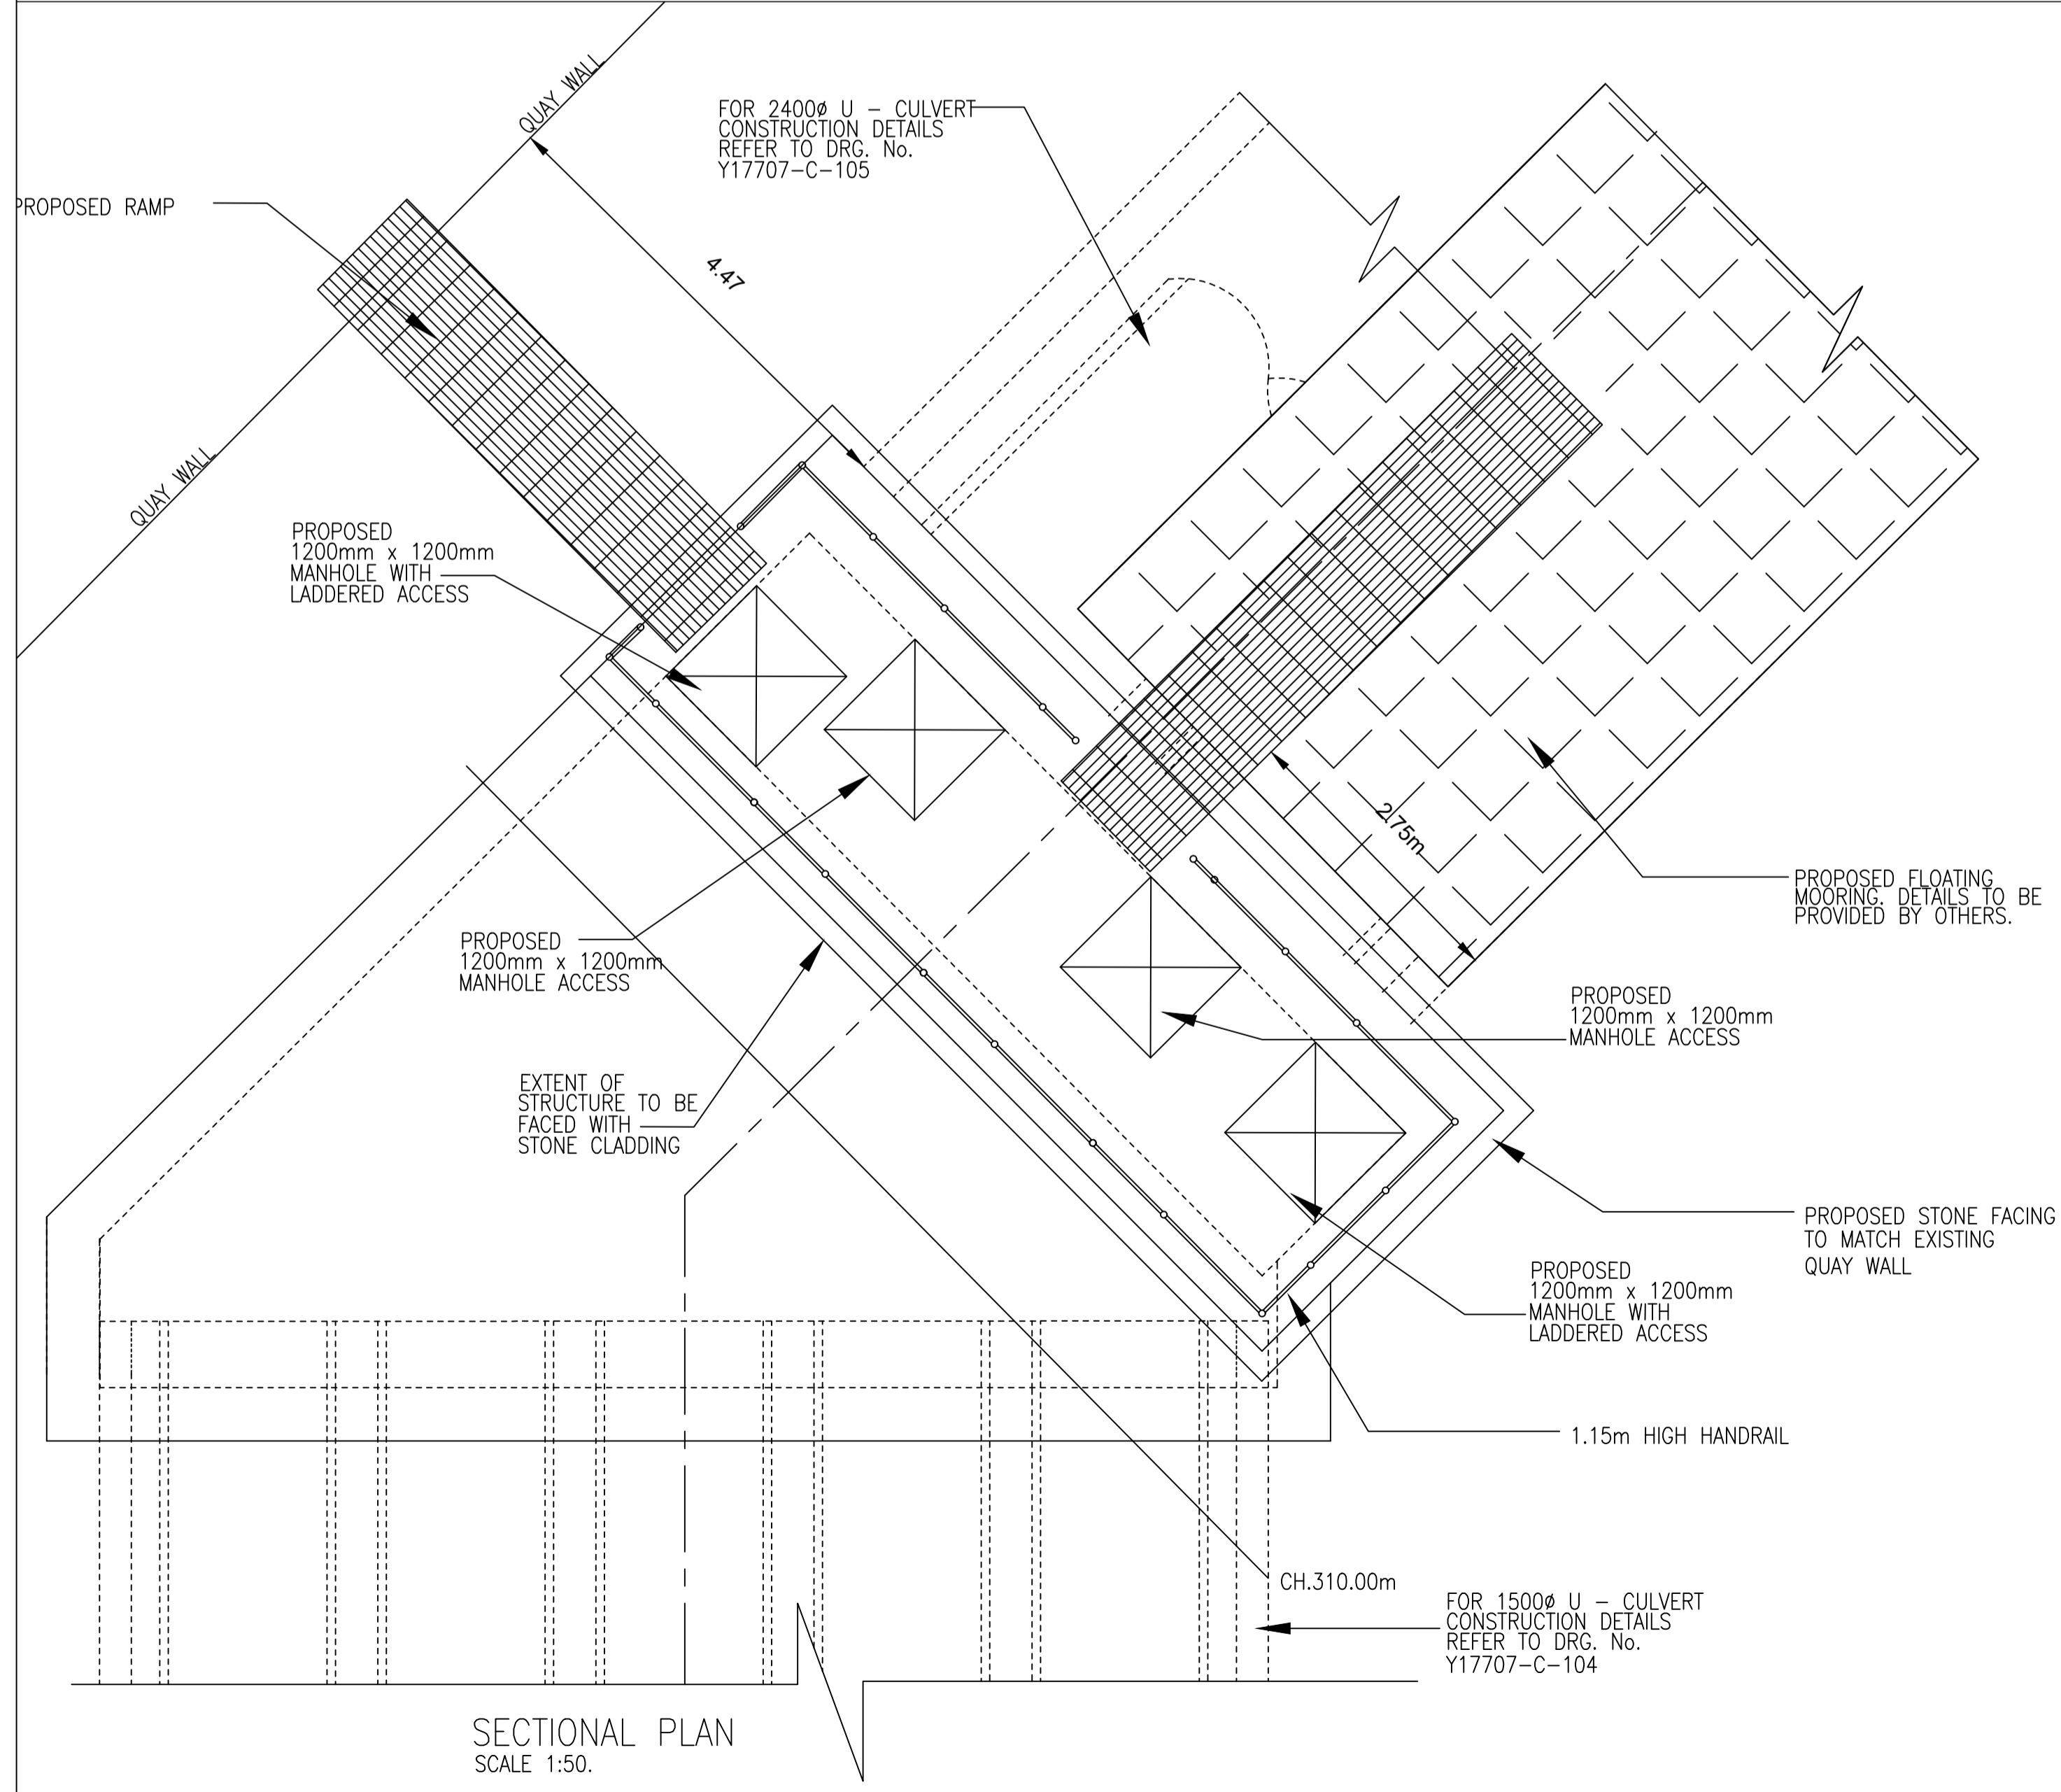 QUAY WALL
FOR 2400ø U - CULVERT
CONSTRUCTION DETAILS
REFER TO DRG. No.
Y17707-C-105
PROPOSED RAMP
4.47
QUAY WALL
PROPOSED
1200mm x 1200mm
MANHOLE WITH
LADDERED ACCESS
2.75m
PROPOSED FLOATING
MOORING. DETAILS TO BE
PROVIDED BY OTHERS.
PROPOSED
1200mm x 1200mm
MANHOLE ACCESS
PROPOSED
1200mm x 1200mm
MANHOLE ACCESS
EXTENT OF
STRUCTURE TO BE
FACED WITH
STONE CLADDING
PROPOSED STONE FACING
TO MATCH EXISTING
QUAY WALL
PROPOSED
1200mm x 1200mm
MANHOLE WITH
LADDERED ACCESS
1.15m HIGH HANDRAIL
CH.310.00m
FOR 1500ø U - CULVERT
CONSTRUCTION DETAILS
REFER TO DRG. No.
Y17707-C-104
SECTIONAL PLAN
SCALE 1:50.